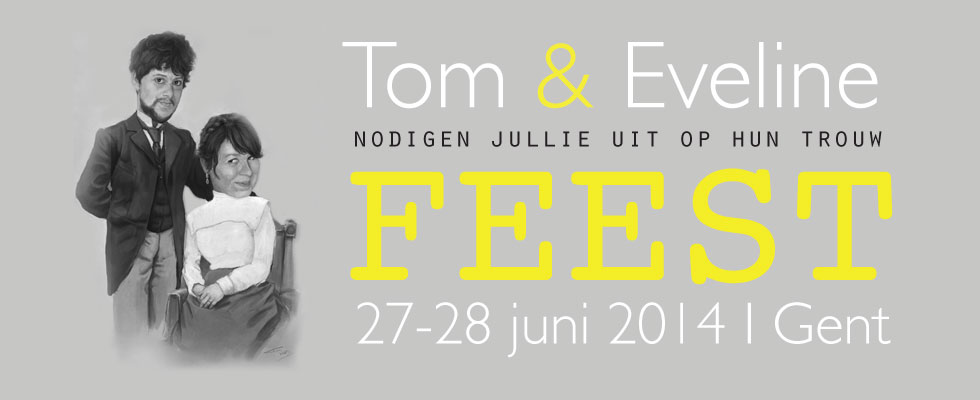 Tom & Eveline
NODIGEN JULLIE UIT OP HUN TROUW
FEEST
27-28 juni 2014 | Gent